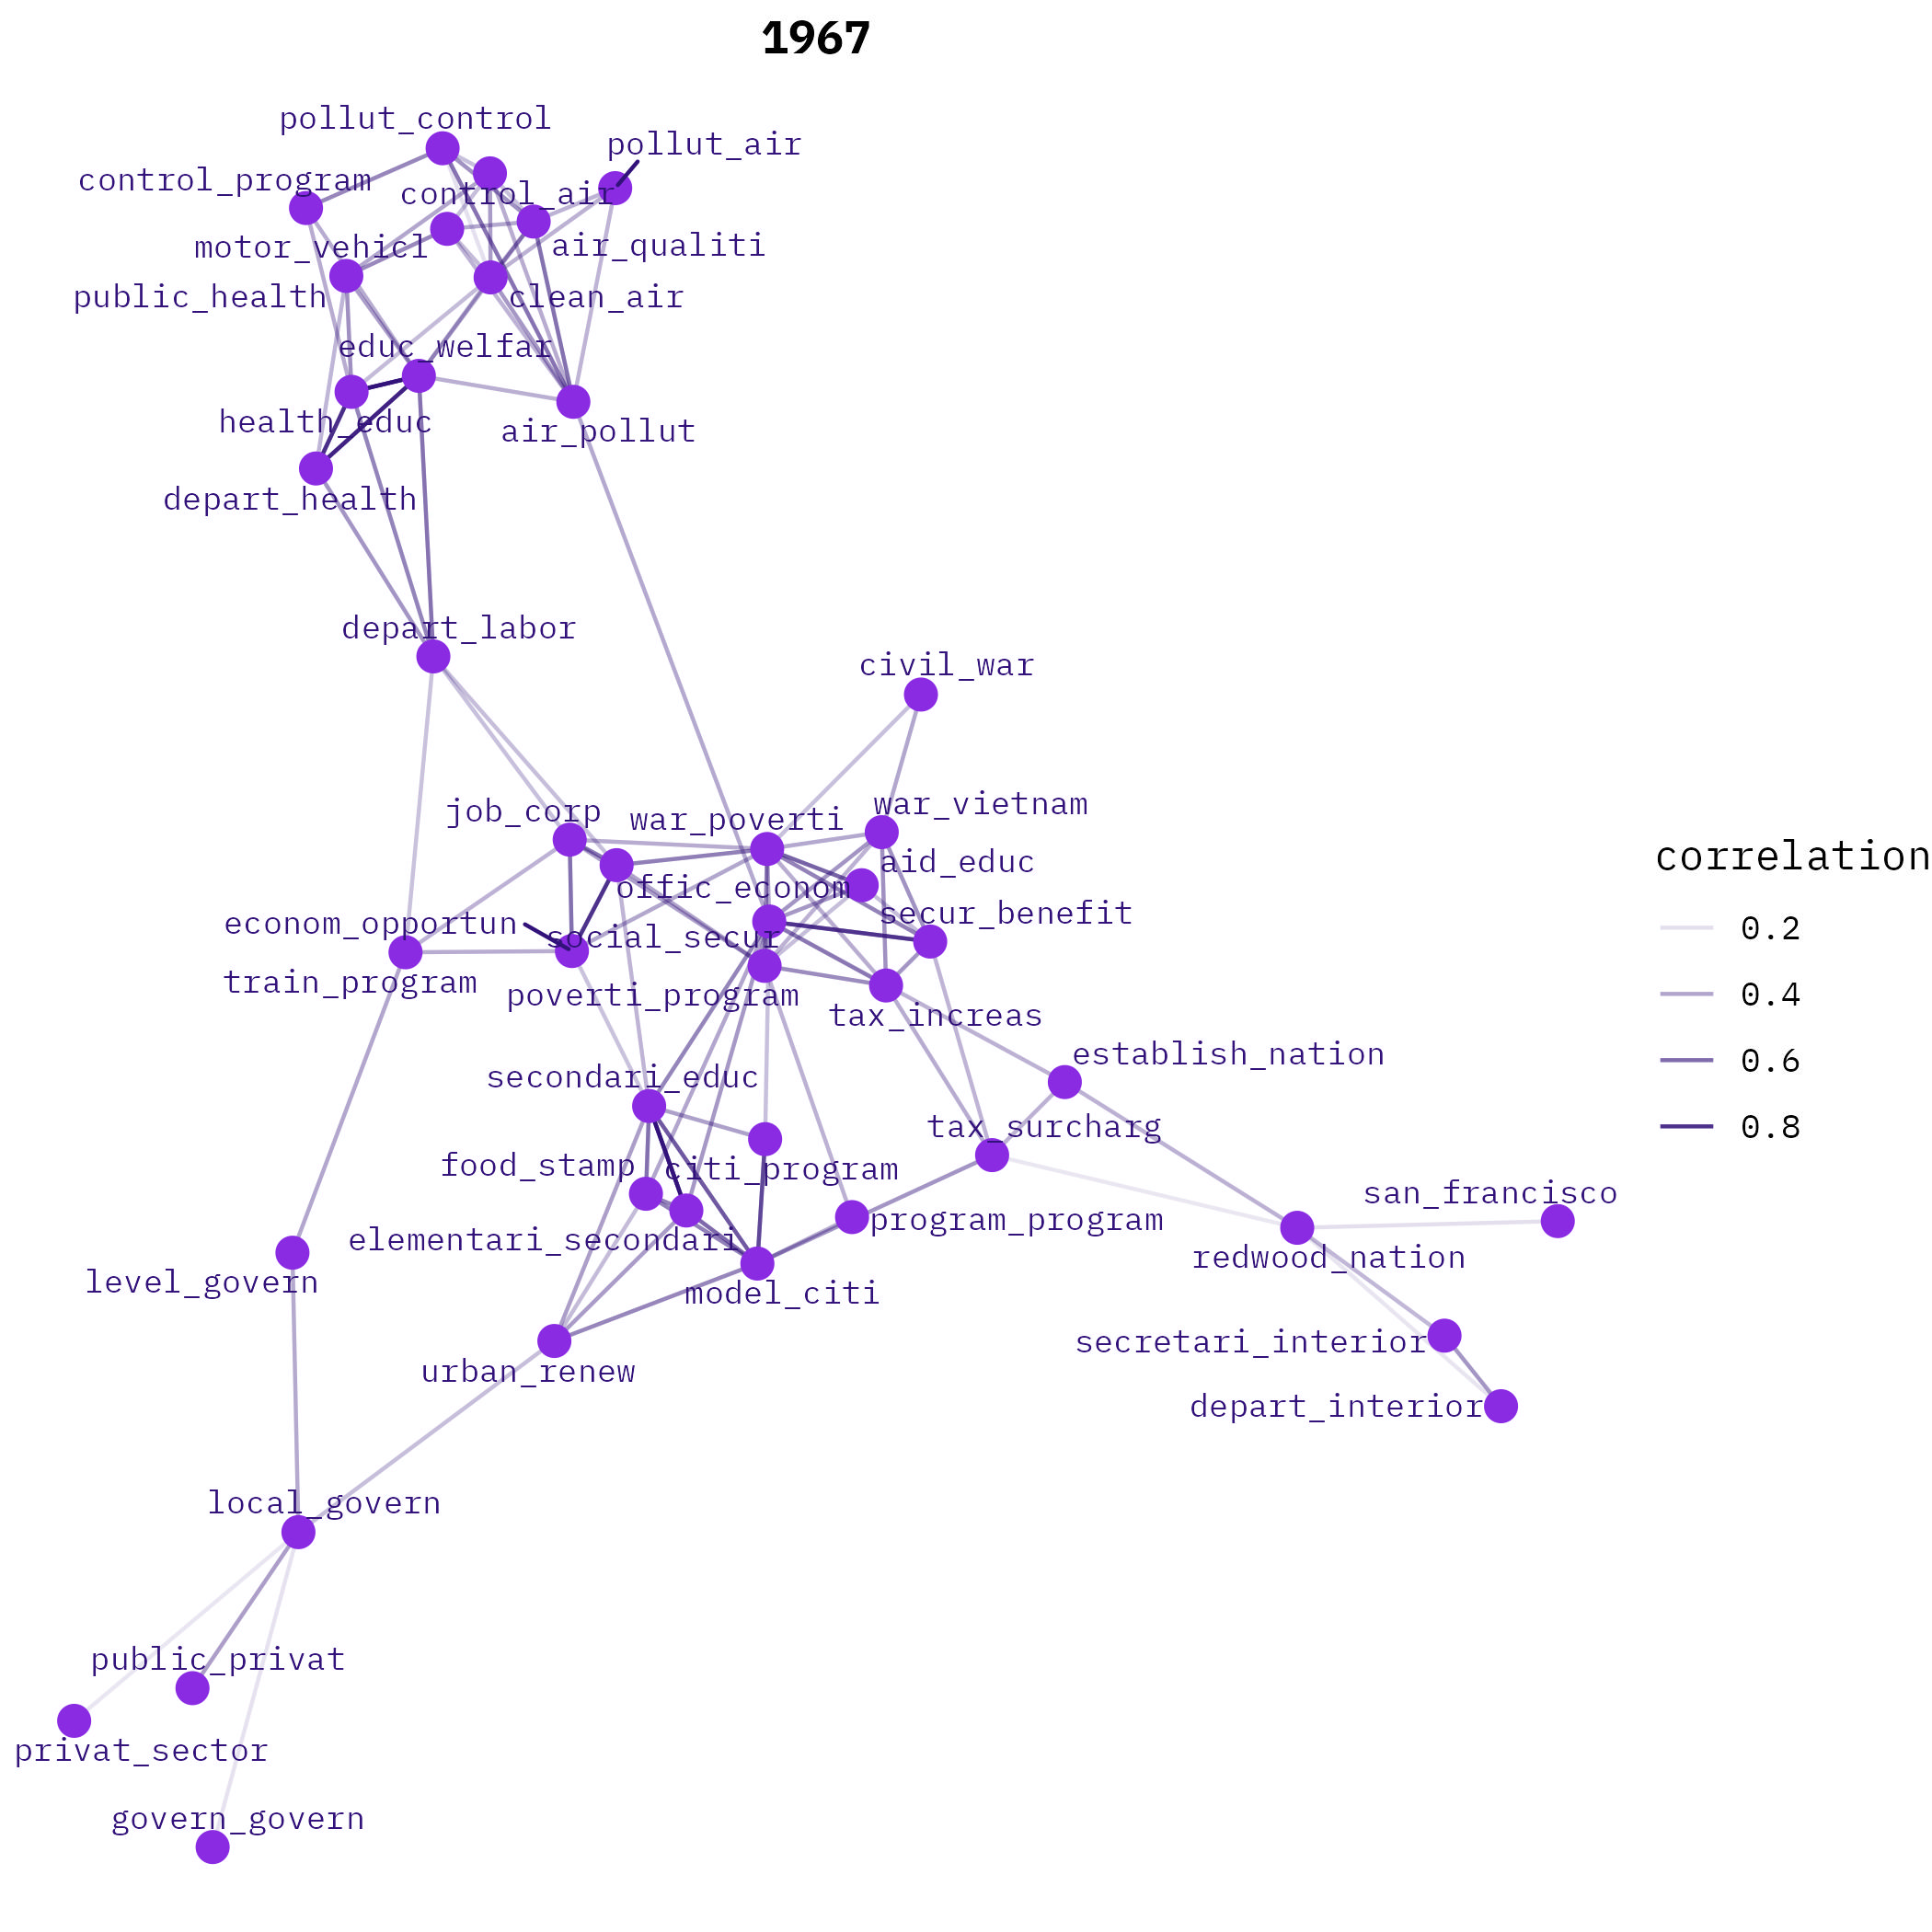 1967
pollut_control
pollut_air
control_program
control_air
motor_vehicl
air_qualiti
public_health
clean_air
educ_welfar
health_educ
air_pollut
depart_health
depart_labor
civil_war
job_corp
war_poverti
war_vietnam
aid_educ
offic_econom
secur_benefit
econom_opportun
social_secur
train_program
poverti_program
tax_increas
establish_nation
secondari_educ
tax_surcharg
food_stamp
citi_program
san_francisco
program_program
elementari_secondari
redwood_nation
level_govern
model_citi
secretari_interior
urban_renew
depart_interior
local_govern
public_privat
privat_sector
govern_govern
correlation
0.2
0.4
0.6
0.8